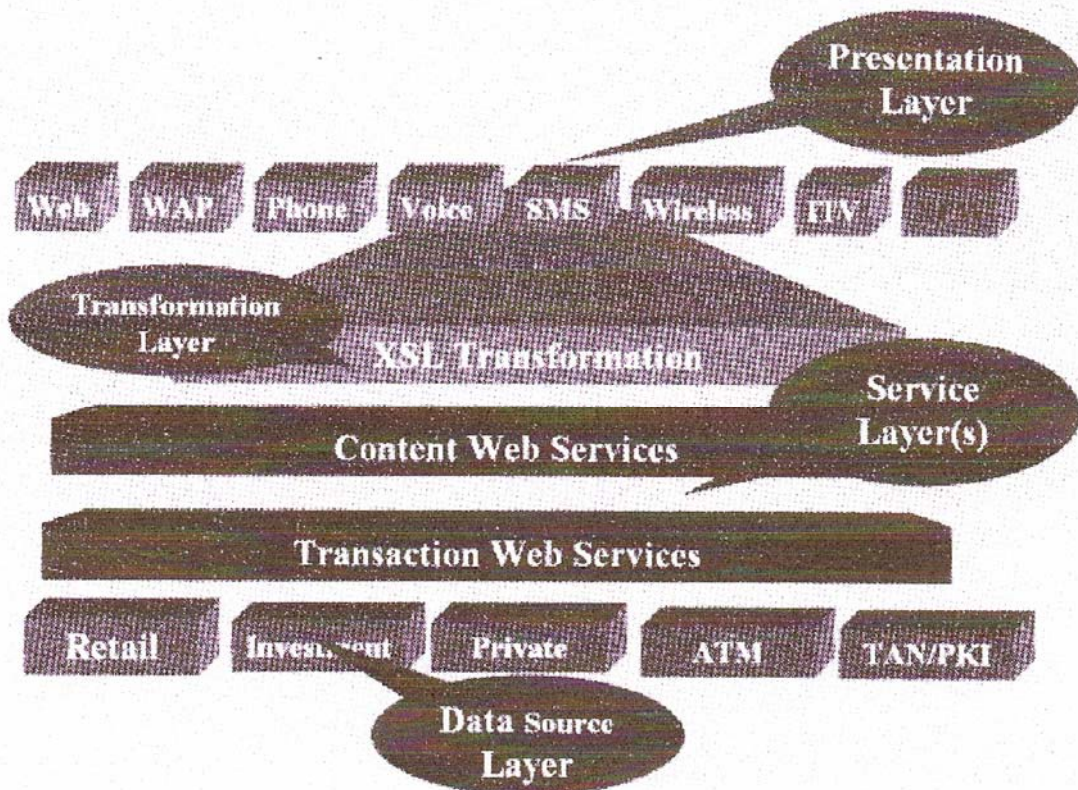 Presentation
Layer
Web WAP Phone Voice SMS Wireless ITV
Transformation
Layer
XSL Transformation
Service
Layer(s)
Content Web Services
Transaction Web Services
Retail Investment Private ATM TAN/PKI
Data Source
Layer